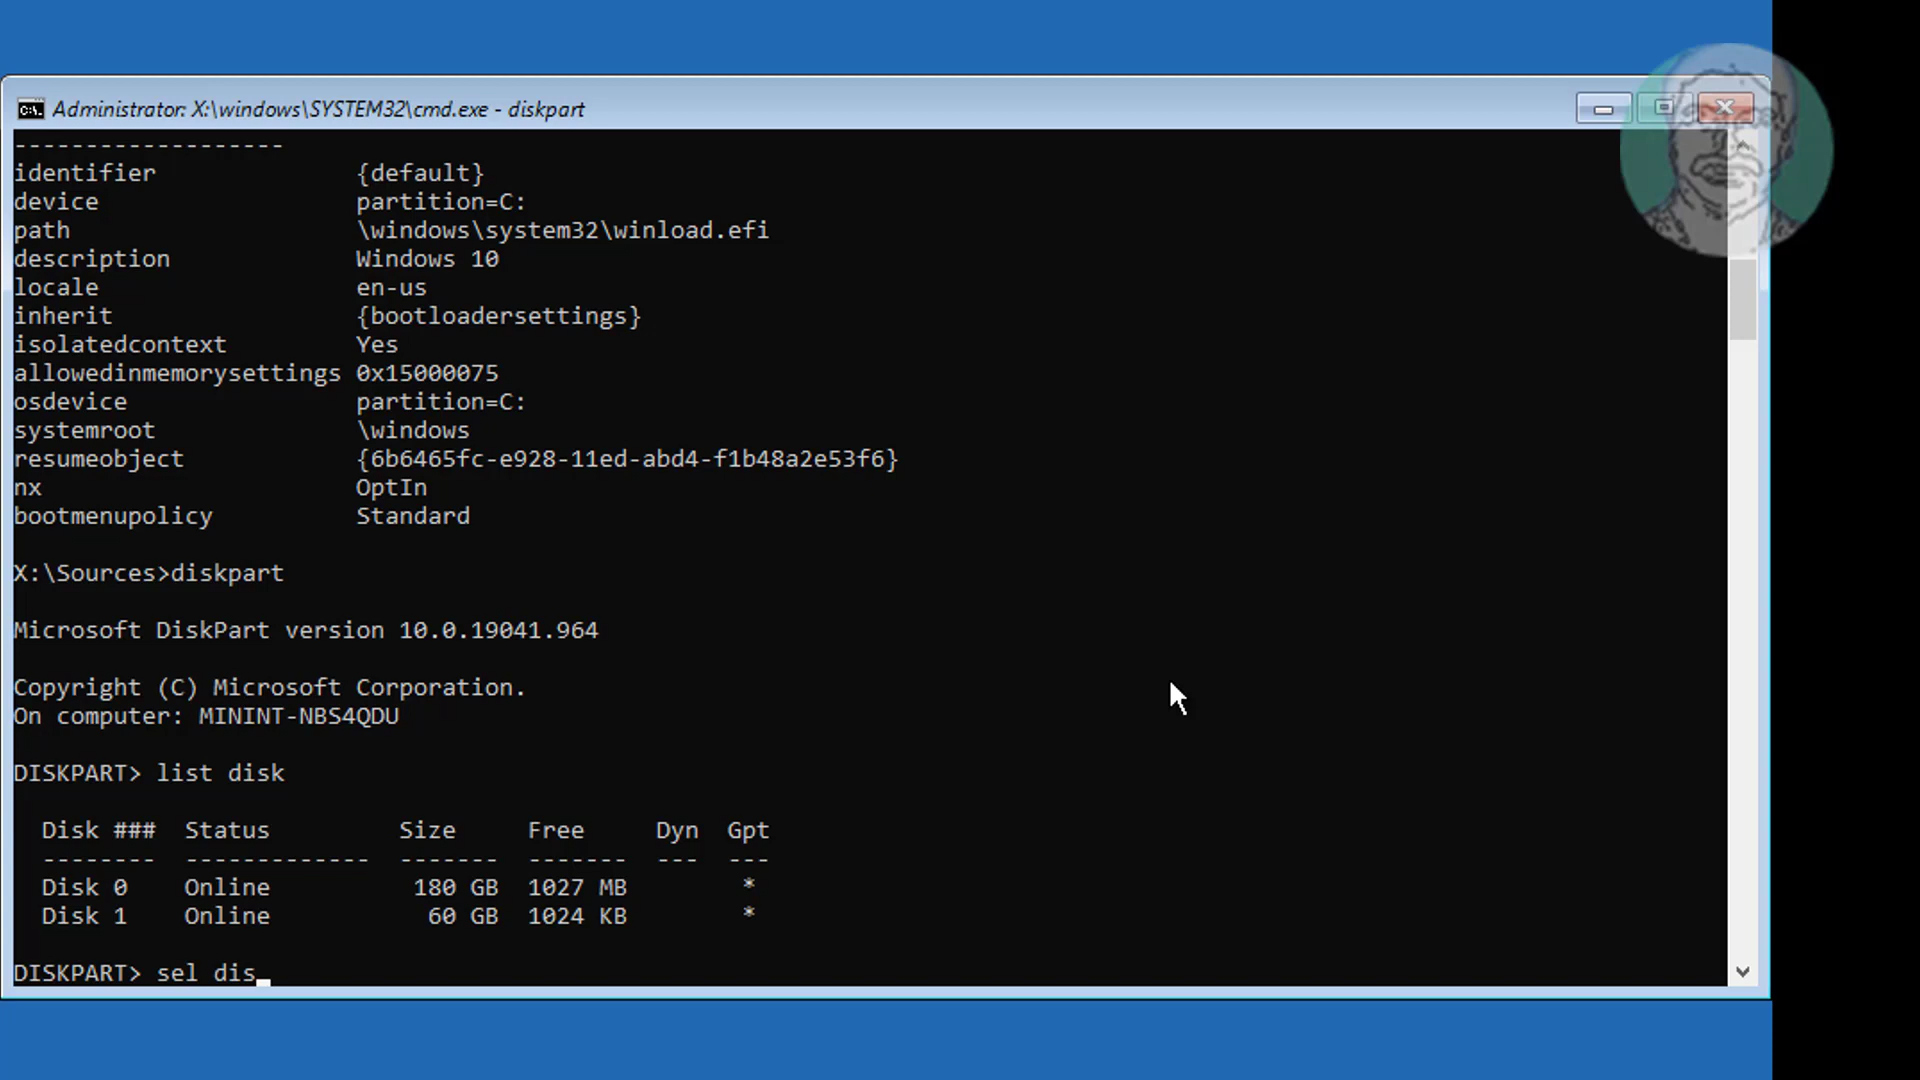 Administrator: X:\windows\SYSTEM32\cmd.exe - diskpart
-------------------
identifier              {default}
device                  partition=C:
path                    \windows\system32\winload.efi
description             Windows 10
locale                  en-us
inherit                 {bootloadersettings}
isolatedcontext         Yes
allowedinmemorysettings 0x15000075
osdevice                partition=C:
systemroot              \windows
resumeobject            {6b6465fc-e928-11ed-abd4-f1b48a2e53f6}
nx                      OptIn
bootmenupolicy          Standard
X:\Sources>diskpart
Microsoft DiskPart version 10.0.19041.964
Copyright (C) Microsoft Corporation.
On computer: MININT-NBS4QDU
DISKPART> list disk
  Disk ###  Status         Size     Free     Dyn  Gpt
  --------  -------------  -------  -------  ---  ---
  Disk 0    Online          180 GB  1027 MB        *
  Disk 1    Online           60 GB  1024 KB        *
DISKPART> sel dis_